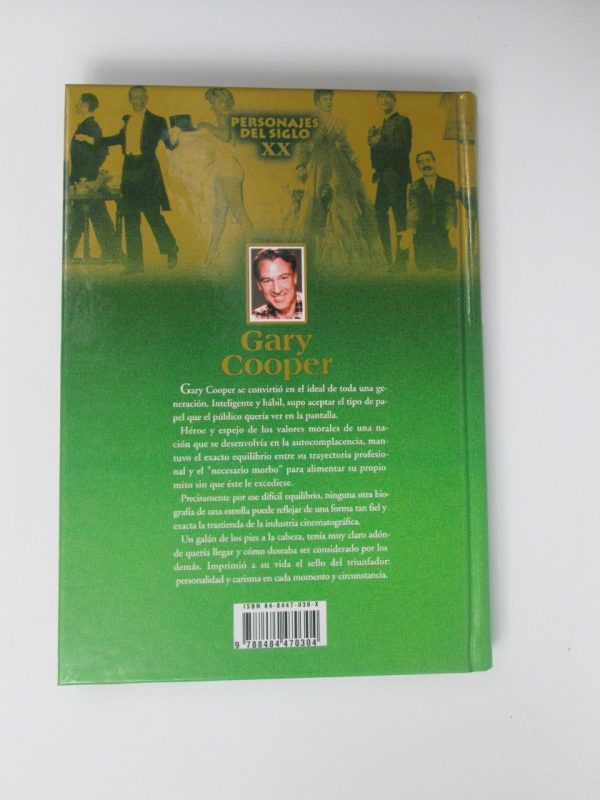 PERSONAJES
DEL SIGLO
XX
Gary
Cooper
Gary Cooper se convirtió en el ideal de toda una ge-
neración. Inteligente y hábil, supo aceptar el tipo de pa-
pel que el público quería ver en la pantalla.
Héroe y espejo de los valores morales de una na-
ción que se desenvolvía en la autocomplacencia, man-
tuvo el exacto equilibrio entre su trayectoria profesio-
nal y el "necesario morbo" para alimentar su propio
mito sin que éste le excediese.
Precisamente por ese difícil equilibrio, ninguna otra bio-
grafía de una estrella puede reflejar de una forma tan fiel y
exacta la trastienda de la industria cinematográfica.
Un galán de los pies a la cabeza, tenía muy claro adón-
de quería llegar y cómo deseaba ser considerado por los
demás. Imprimió a su vida el sello del triunfador:
personalidad y carisma en cada momento y circunstancia.
ISBN 84-8447-030-X
9 788484 470304